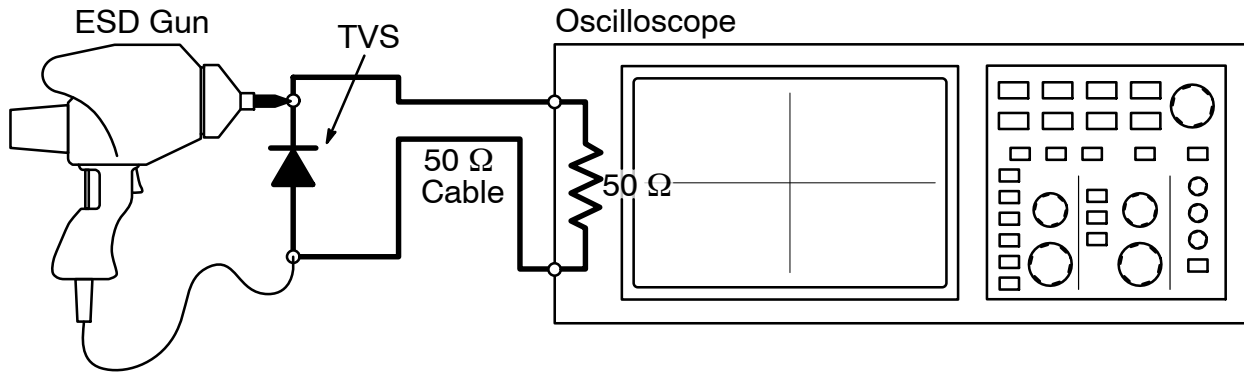 ESD Gun
TVS
Oscilloscope
50 Ω
Cable
50 Ω